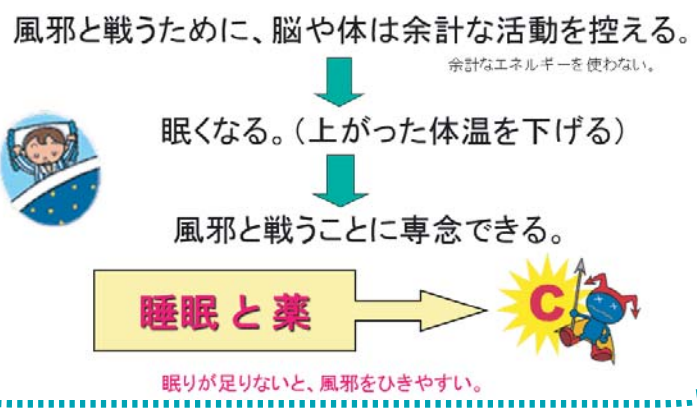 風邪と戦うために、脳や体は余計な活動を控える。
余計なエネルギーを使わない。
眠くなる。（上がった体温を下げる）
風邪と戦うことに専念できる。
睡眠と薬
C
眠りが足りないと、風邪をひきやすい。